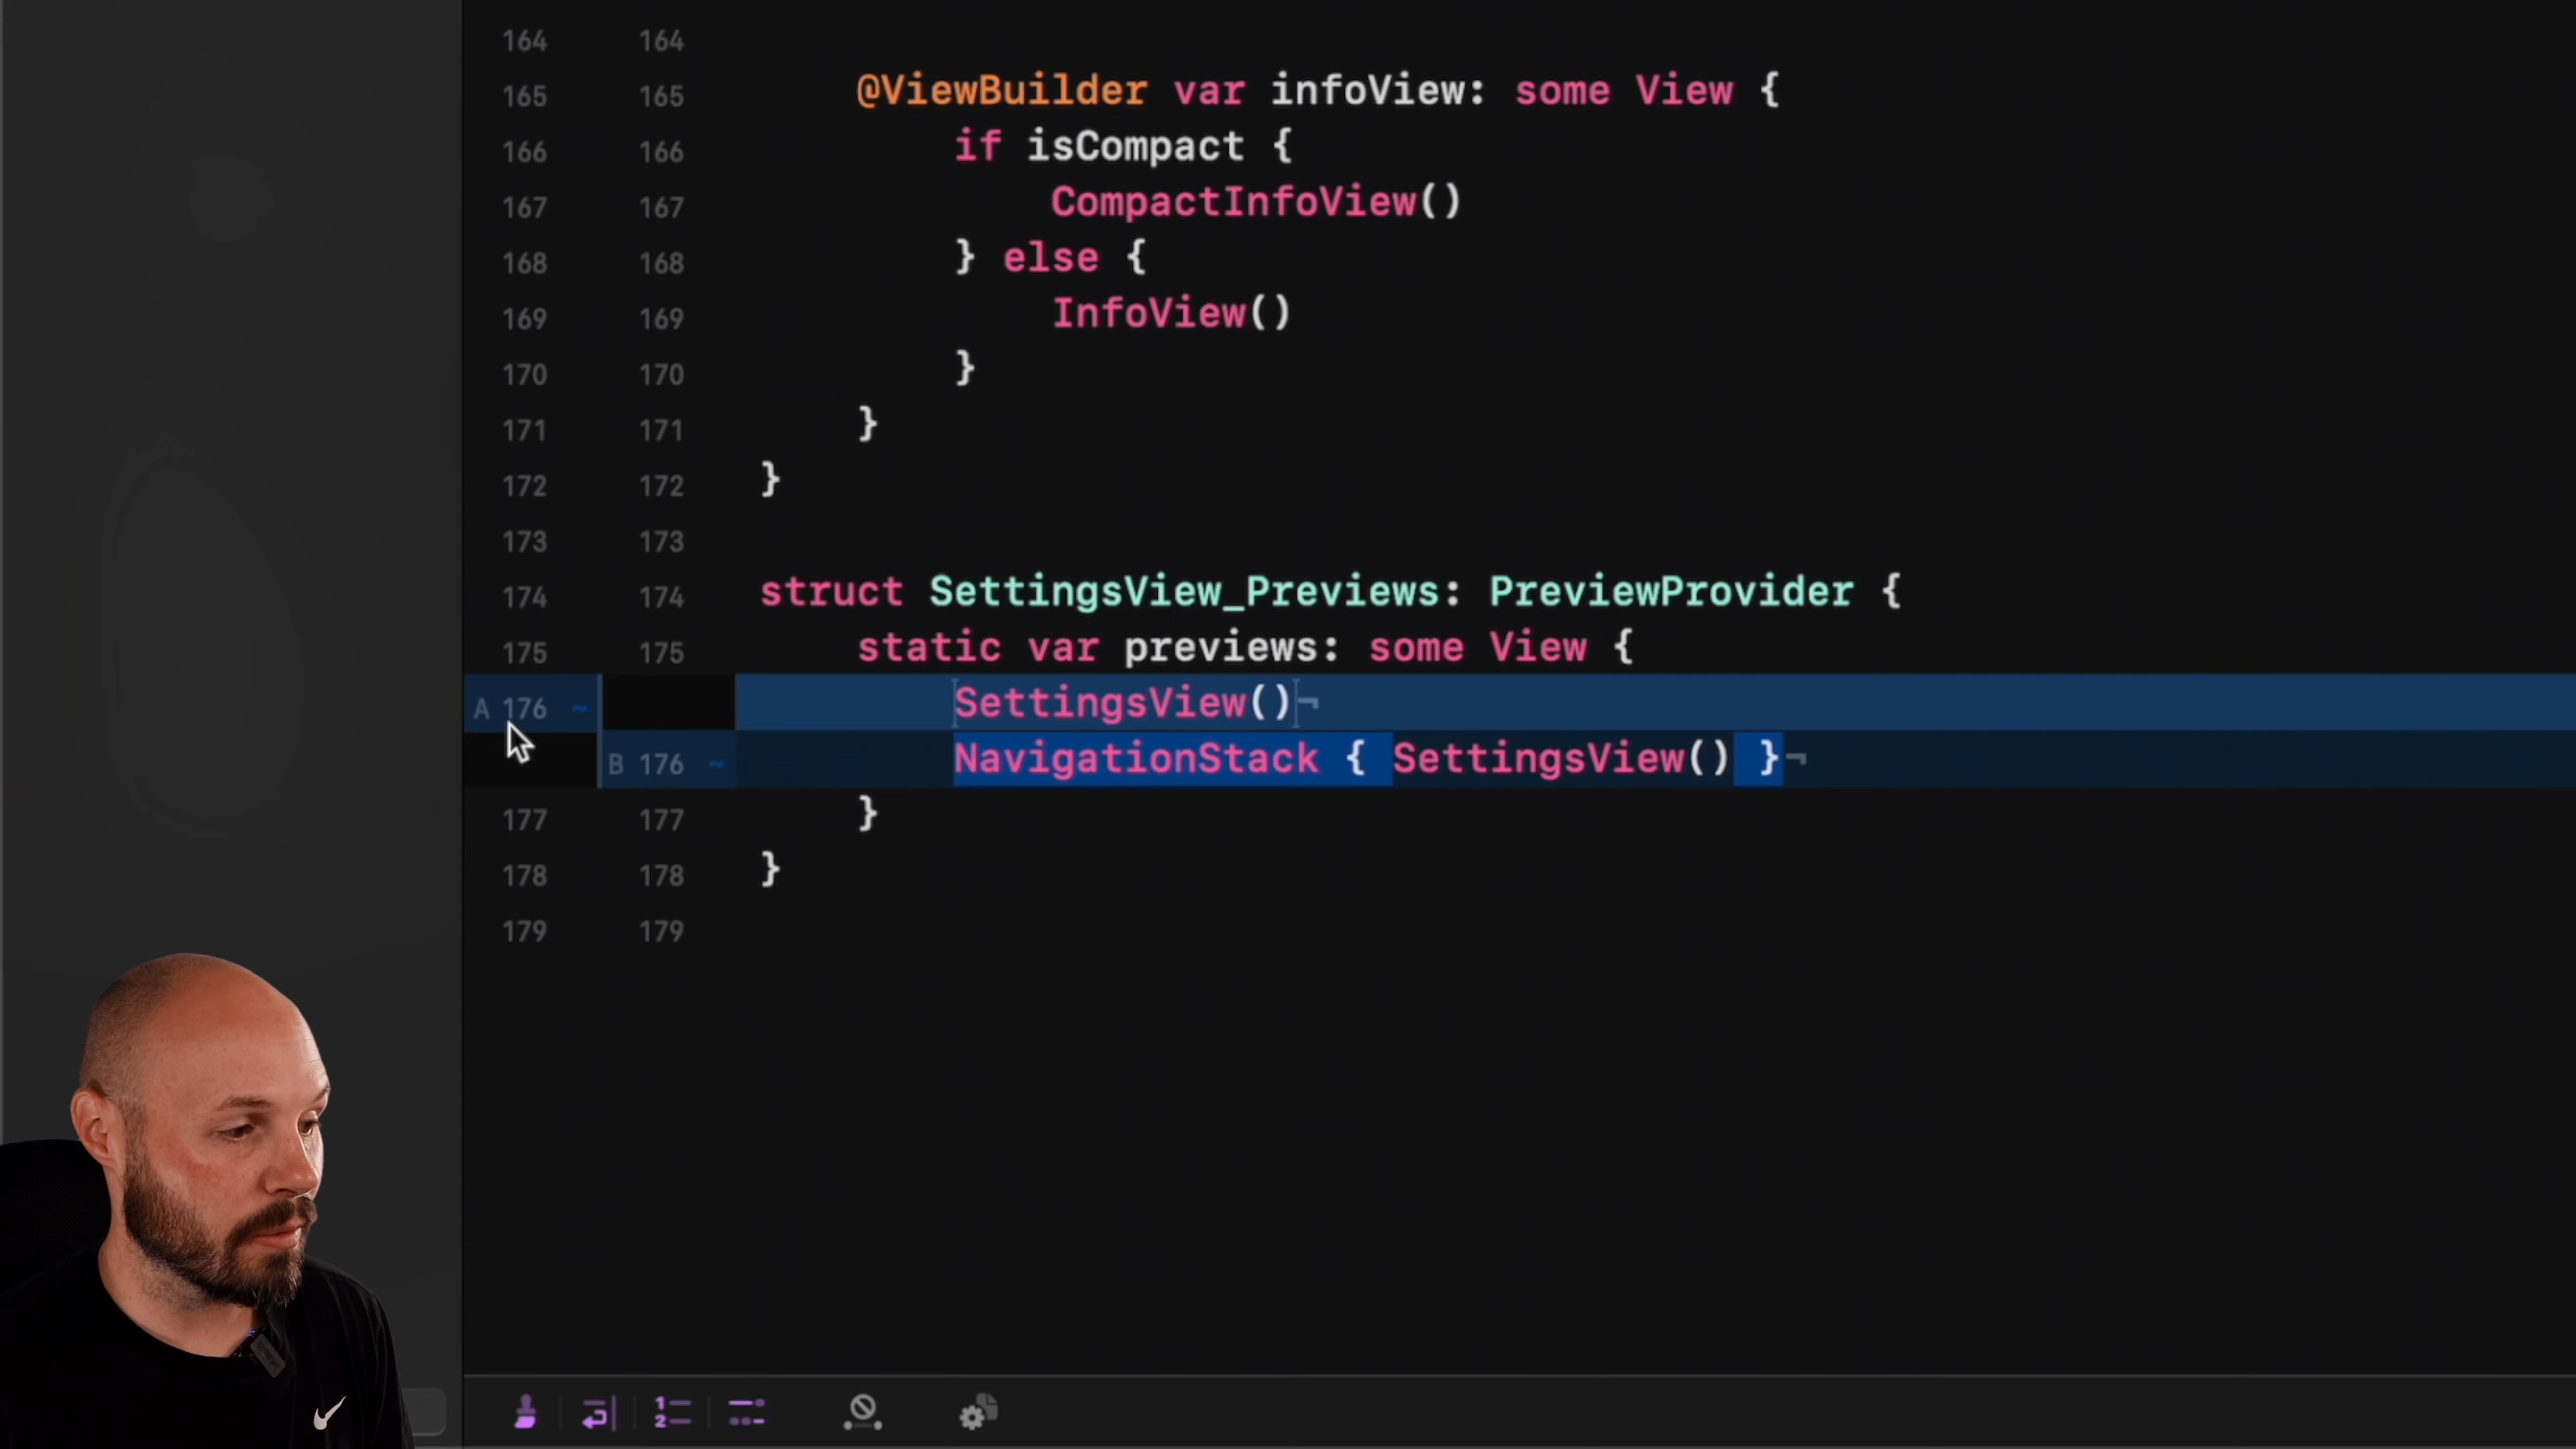 164 164
165 165 @ViewBuilder var infoView: some View {
166 166 if isCompact {
167 167 CompactInfoView()
168 168 } else {
169 169 InfoView()
170 170 }
171 171 }
172 172 }
173 173
174 174 struct SettingsView_Previews: PreviewProvider {
175 175 static var previews: some View {
A 176 ~ SettingsView()¬
B 176 ~ NavigationStack { SettingsView() }¬
177 177 }
178 178 }
179 179